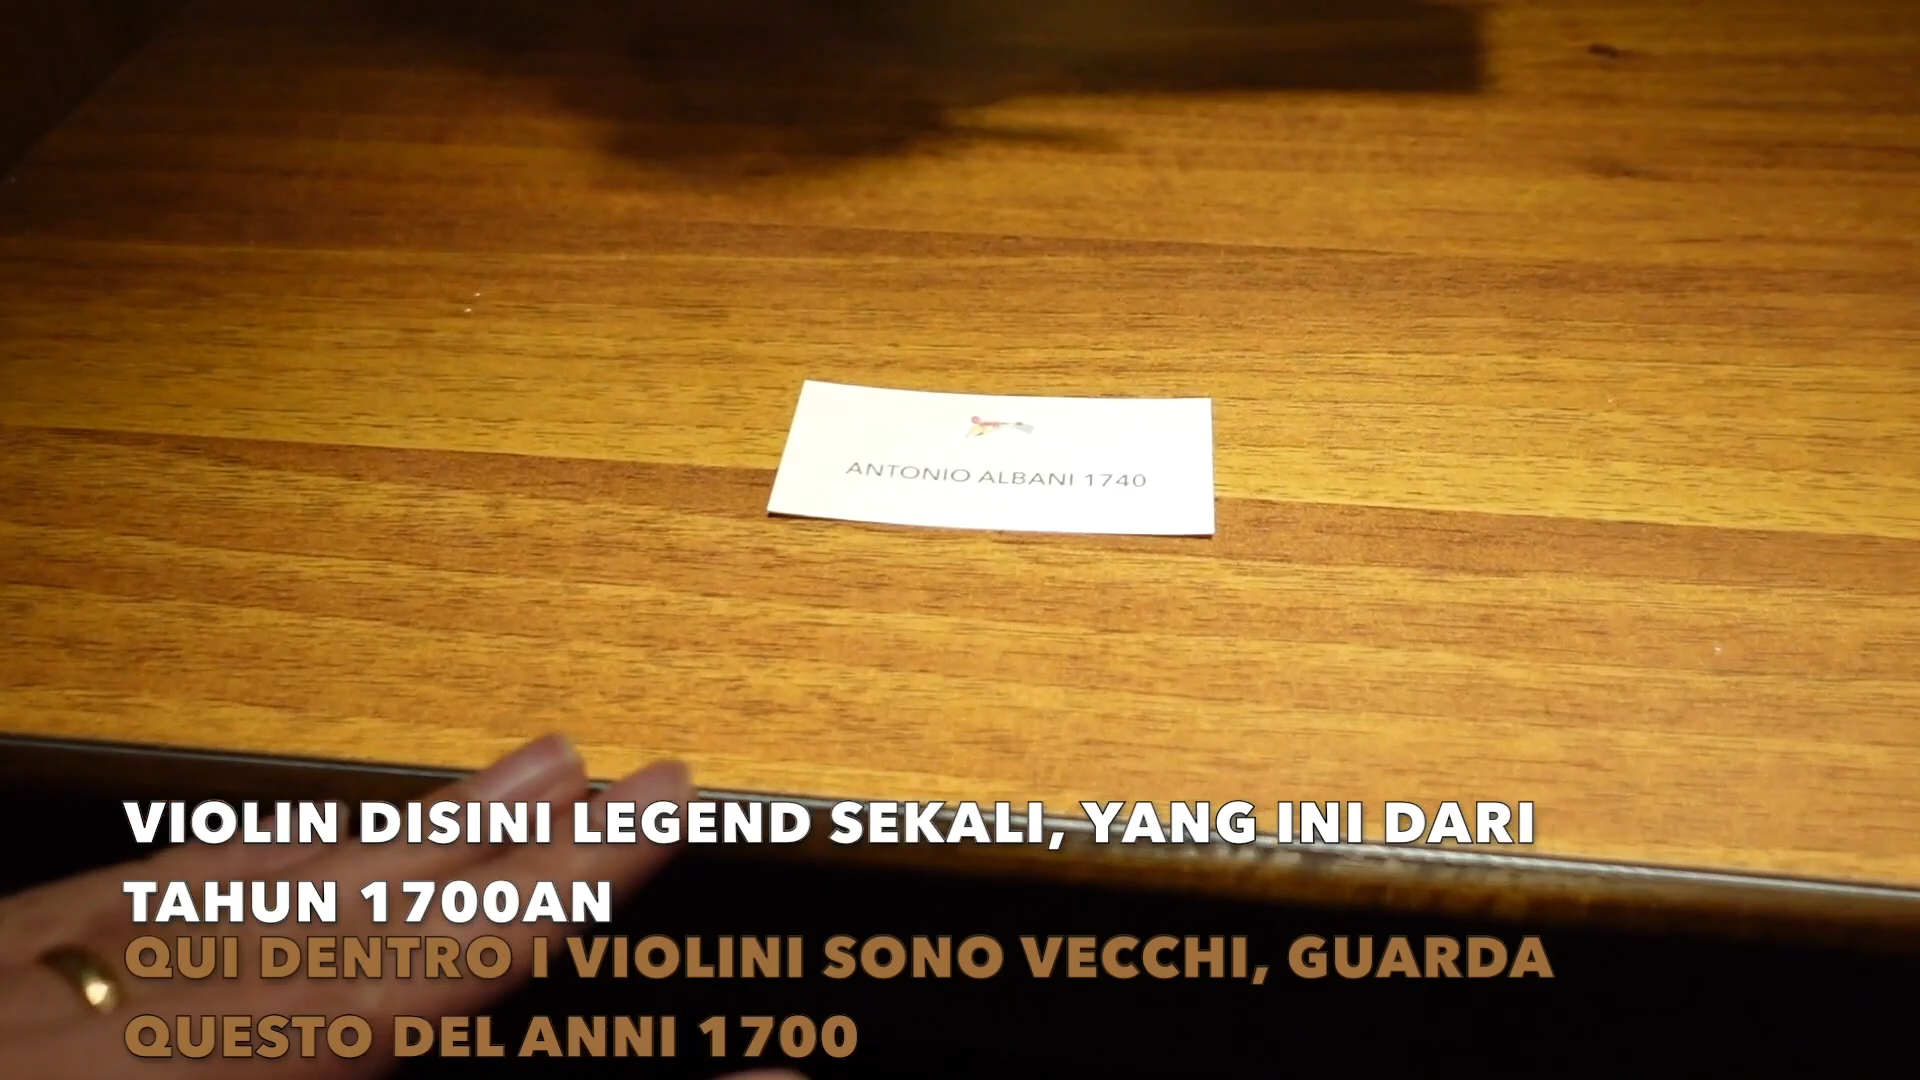 ANTONIO ALBANI 1740
VIOLIN DISINI LEGEND SEKALI, YANG INI DARI
TAHUN 1700AN
QUI DENTRO I VIOLINI SONO VECCHI, GUARDA
QUESTO DEL ANNI 1700